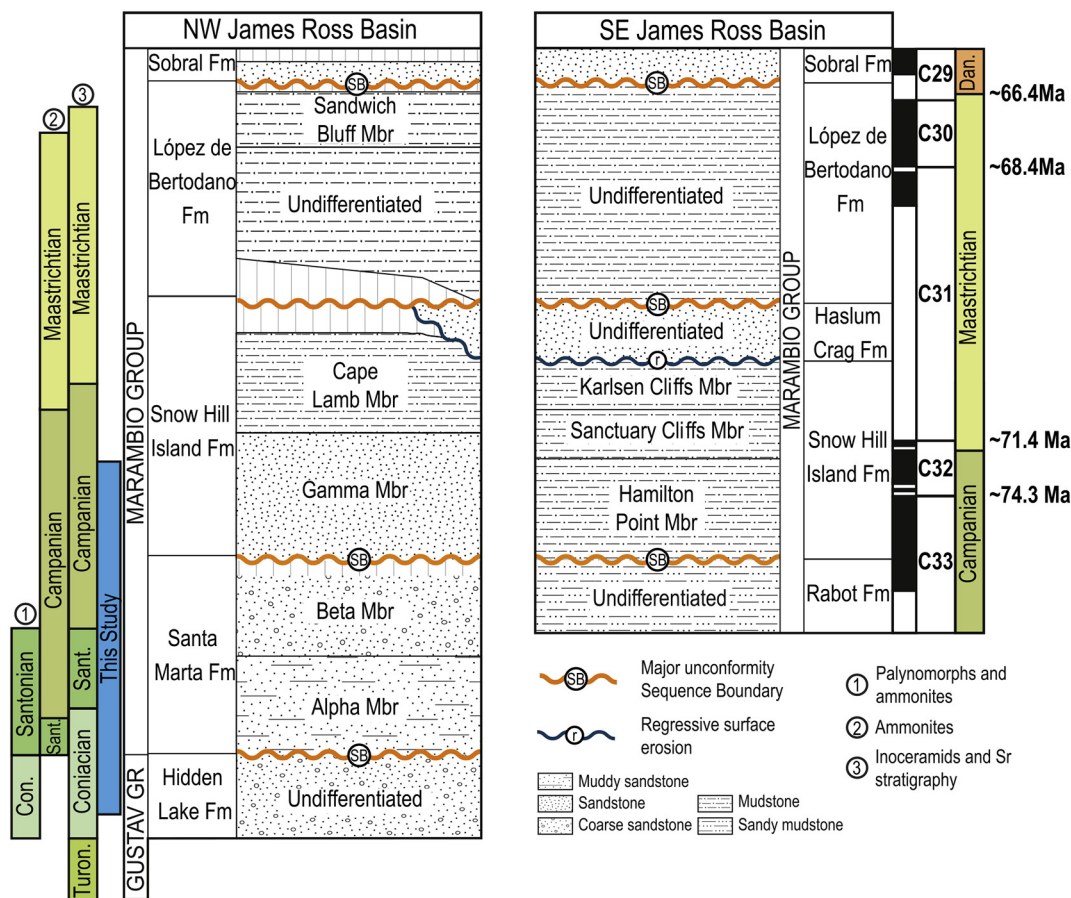 NW James Ross Basin
SE James Ross Basin
3
2
1
Maastrichtian
Campanian
Sant.
Maastrichtian
Campanian
Sant.
Coniacian
Turon.
Santonian
Con.
This Study
MARAMBIO GROUP
GUSTAV GR
Sobral Fm
López de
Bertodano
Fm
Snow Hill
Island Fm
Santa
Marta Fm
Hidden
Lake Fm
SB
Sandwich
Bluff Mbr
Undifferentiated
Cape
Lamb Mbr
Gamma Mbr
SB
Beta Mbr
Alpha Mbr
SB
Undifferentiated
SB
Undifferentiated
SB
Undifferentiated
r
Karlsen Cliffs Mbr
Sanctuary Cliffs Mbr
Hamilton
Point Mbr
SB
Undifferentiated
MARAMBIO GROUP
Sobral Fm
López de
Bertodano
Fm
Haslum
Crag Fm
Snow Hill
Island Fm
Rabot Fm
C29
C30
C31
C32
C33
Dan.
Maastrichtian
Campanian
~66.4Ma
~68.4Ma
~71.4 Ma
~74.3 Ma
SB
Major unconformity
Sequence Boundary
r
Regressive surface
erosion
Muddy sandstone
Sandstone
Coarse sandstone
Mudstone
Sandy mudstone
1 Palynomorphs and
ammonites
2 Ammonites
3 Inoceramids and Sr
stratigraphy